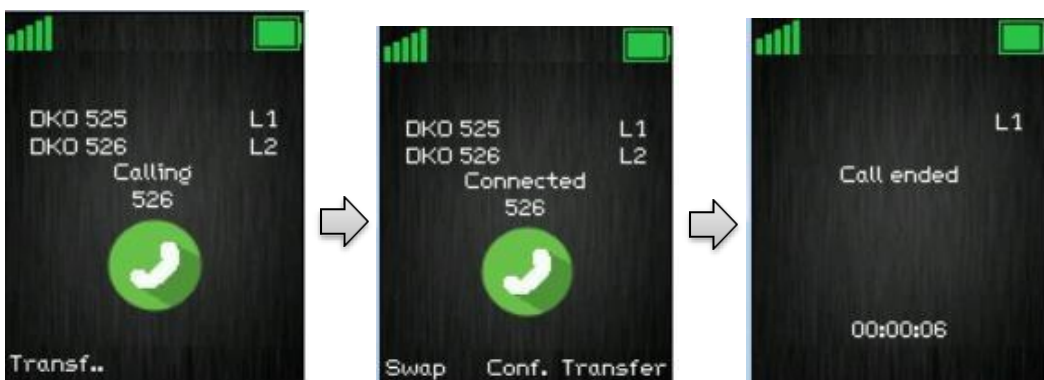 DKO 525 L1
DKO 526 L2
Calling
526
Transf..
DKO 525 L1
DKO 526 L2
Connected
526
Swap Conf. Transfer
L1
Call ended
00:00:06